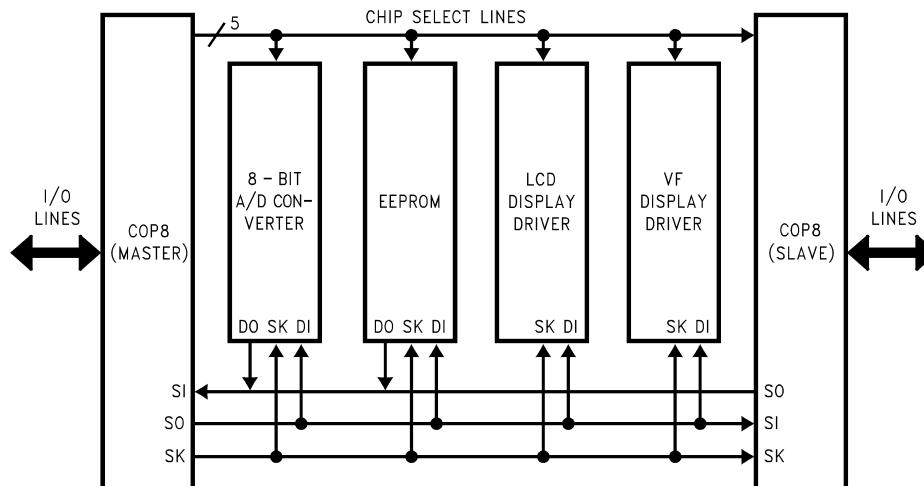 CHIP SELECT LINES
5
8 - BIT
A/D CON-
VERTER
EEPROM
LCD
DISPLAY
DRIVER
VF
DISPLAY
DRIVER
I/O
LINES
COP8
(MASTER)
COP8
(SLAVE)
I/O
LINES
DO SK DI
DO SK DI
SK DI
SK DI
SI
SO
SO
SI
SK
SK